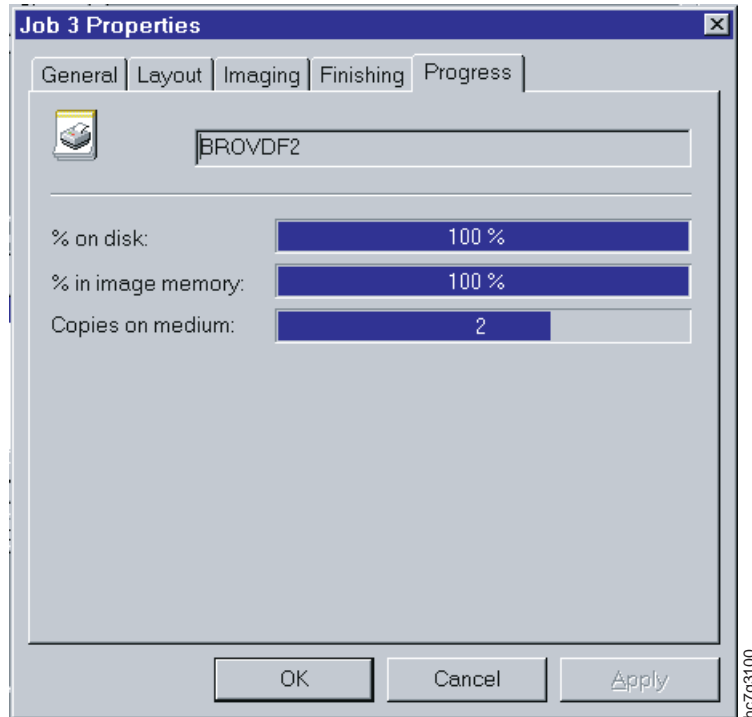 Job 3 Properties
General Layout Imaging Finishing Progress
BROVDF2
% on disk: 100 %
% in image memory: 100 %
Copies on medium: 2
OK Cancel Apply